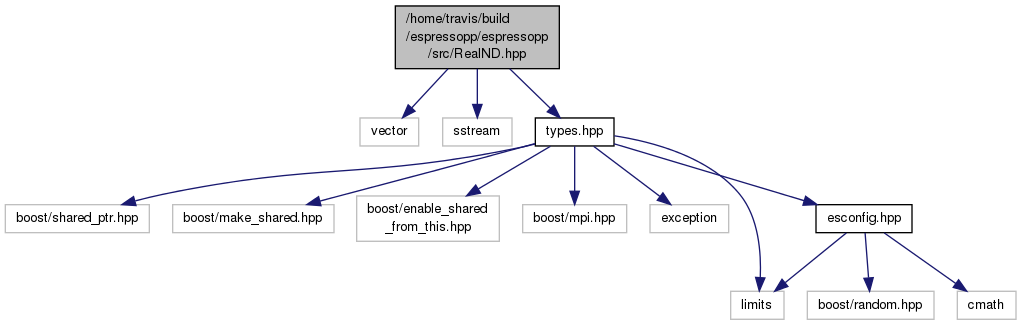 /home/travis/build
/espressopp/espressopp
/src/RealND.hpp
vector
sstream
types.hpp
boost/shared_ptr.hpp
boost/make_shared.hpp
boost/enable_shared
_from_this.hpp
boost/mpi.hpp
exception
esconfig.hpp
limits
boost/random.hpp
cmath